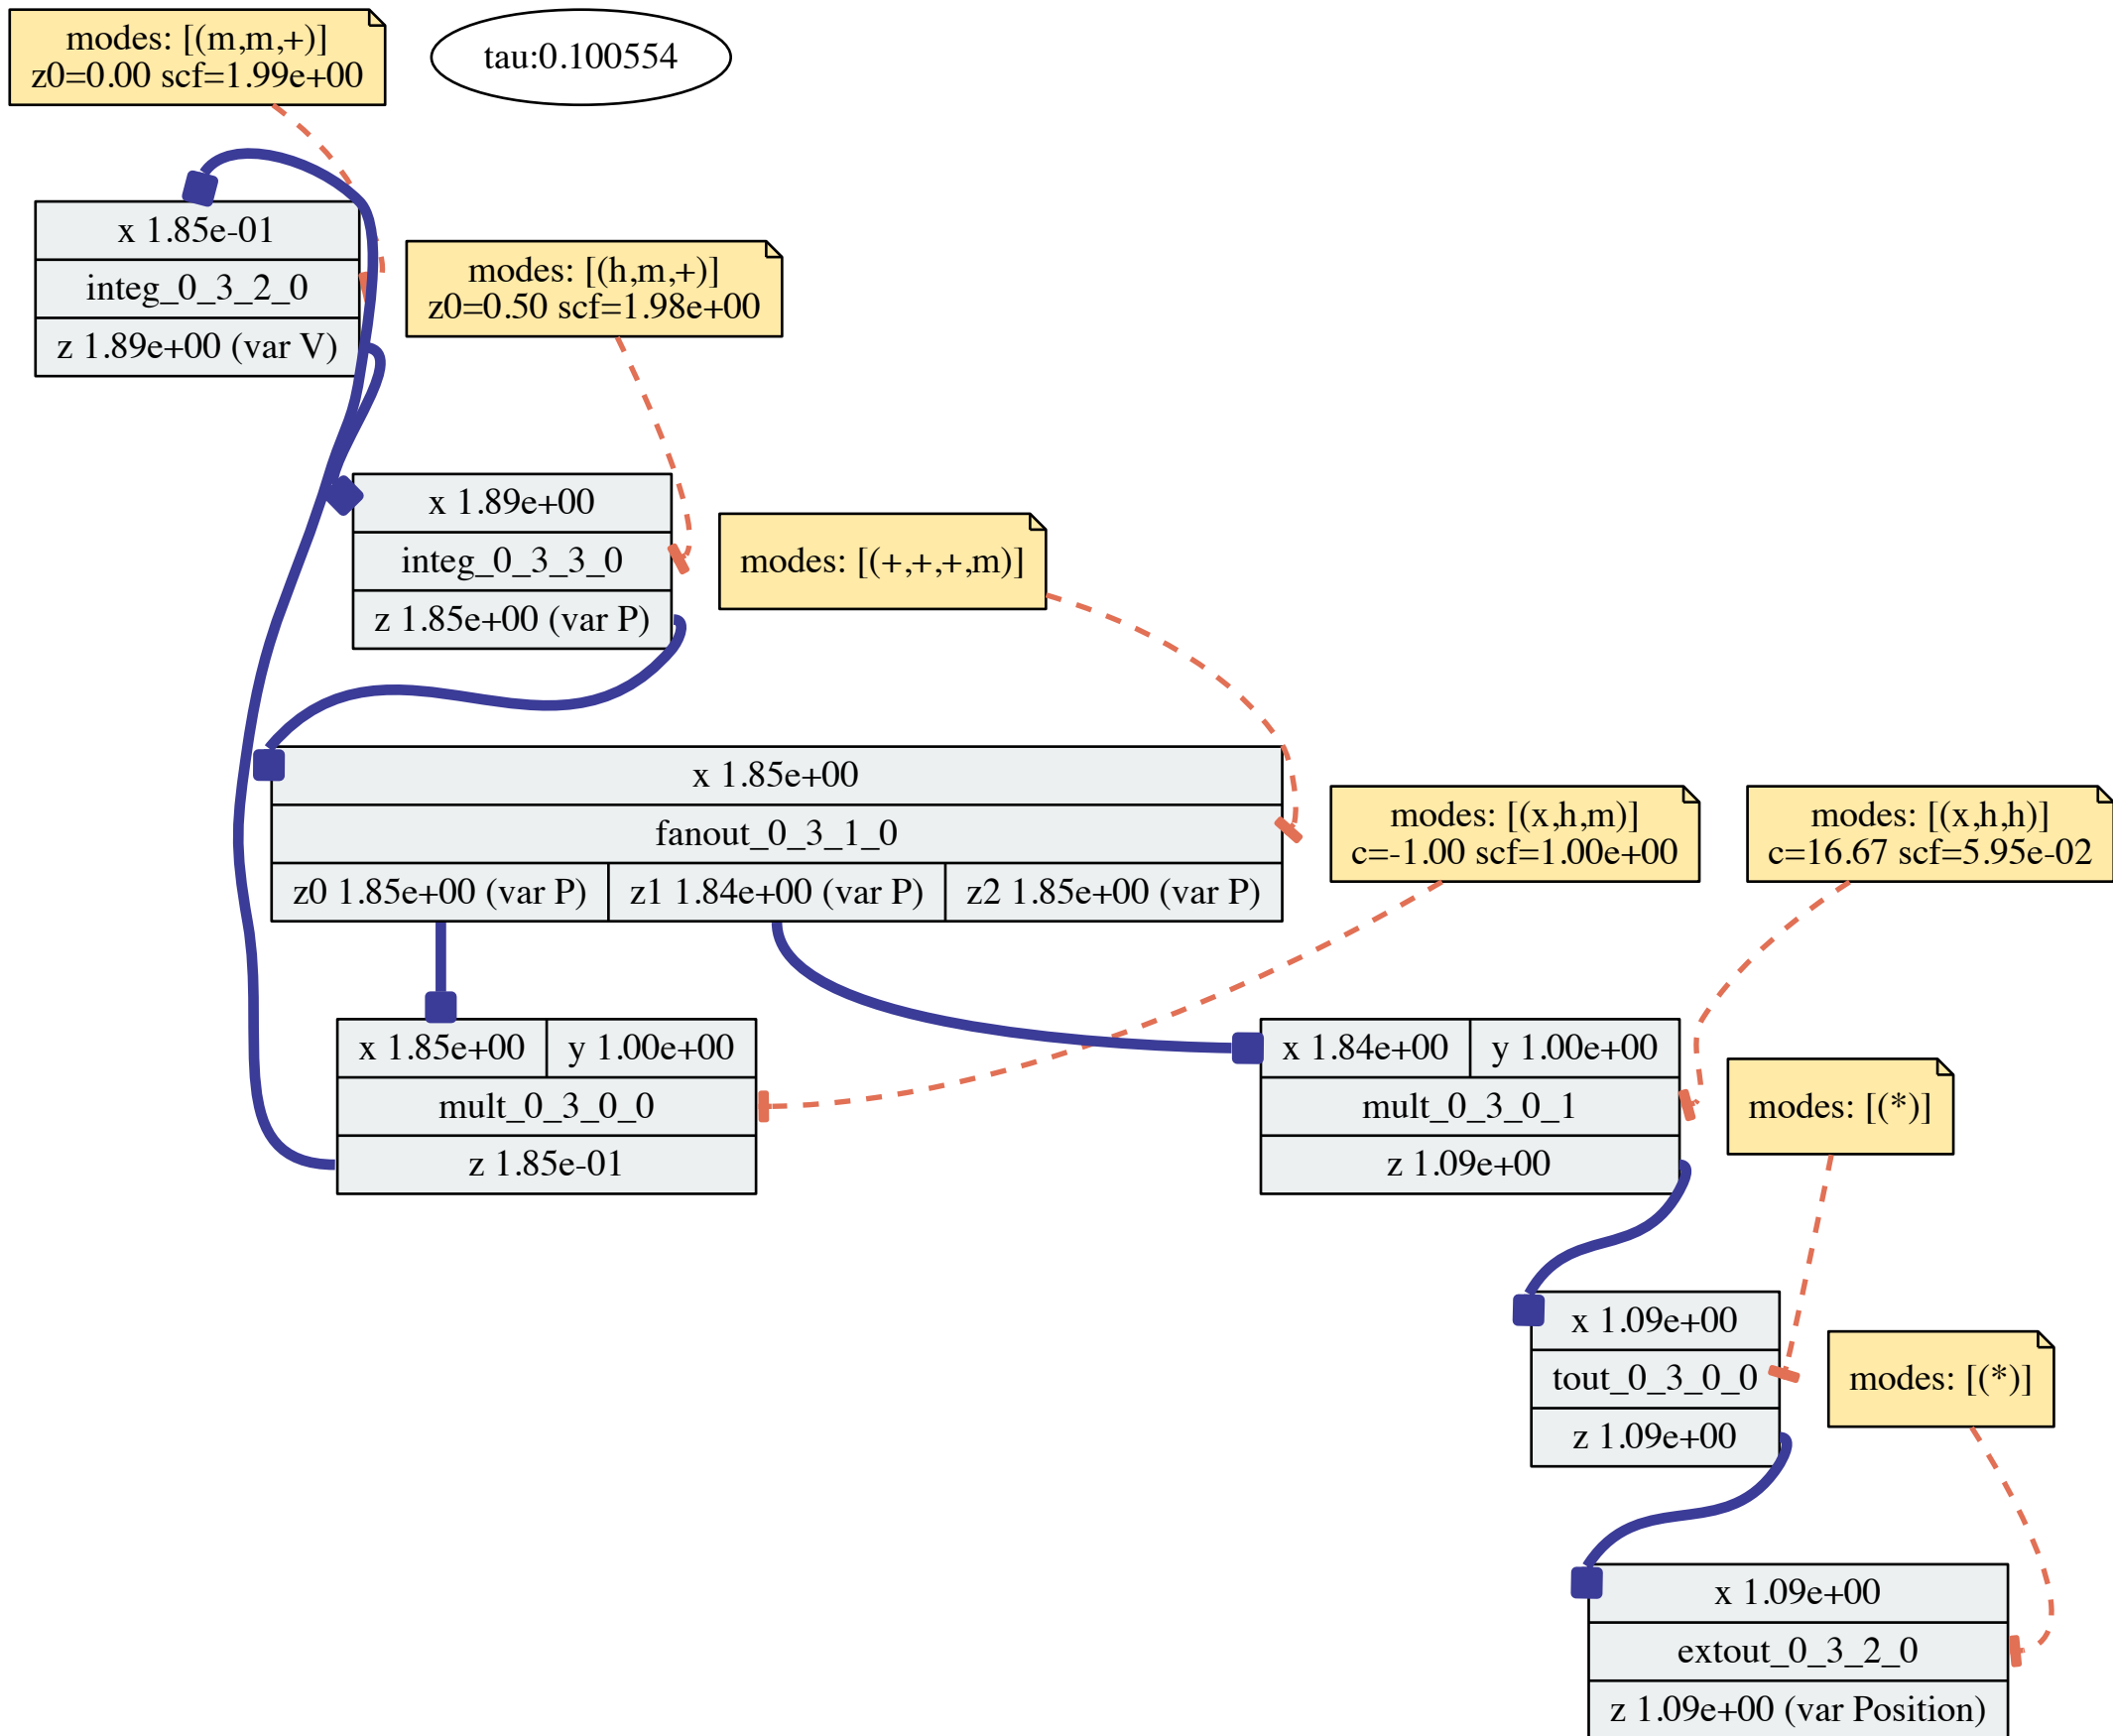 modes: [(m,m,+)]
z0=0.00 scf=1.99e+00
tau:0.100554
x 1.85e-01
integ_0_3_2_0
z 1.89e+00 (var V)
modes: [(h,m,+)]
z0=0.50 scf=1.98e+00
x 1.89e+00
integ_0_3_3_0
z 1.85e+00 (var P)
modes: [(+,+,+,m)]
x 1.85e+00
fanout_0_3_1_0
z0 1.85e+00 (var P)
z1 1.84e+00 (var P)
z2 1.85e+00 (var P)
modes: [(x,h,m)]
c=-1.00 scf=1.00e+00
modes: [(x,h,h)]
c=16.67 scf=5.95e-02
x 1.85e+00
y 1.00e+00
mult_0_3_0_0
z 1.85e-01
x 1.84e+00
y 1.00e+00
mult_0_3_0_1
z 1.09e+00
modes: [(*)]
x 1.09e+00
tout_0_3_0_0
z 1.09e+00
modes: [(*)]
x 1.09e+00
extout_0_3_2_0
z 1.09e+00 (var Position)